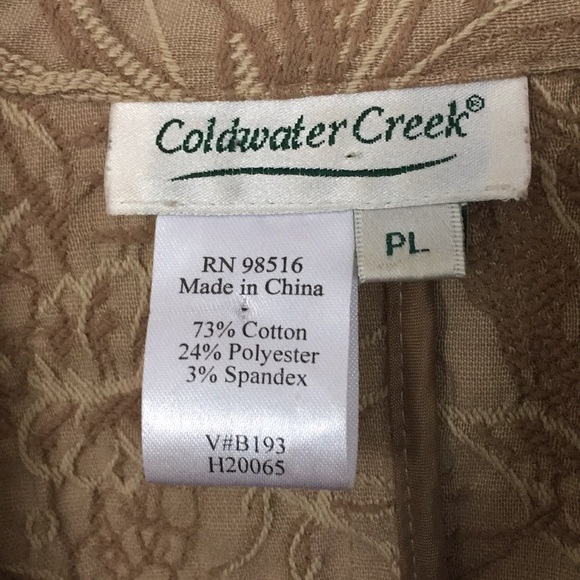 Coldwater Creek®
PL
RN 98516
Made in China
73% Cotton
24% Polyester
3% Spandex
V#B193
H20065